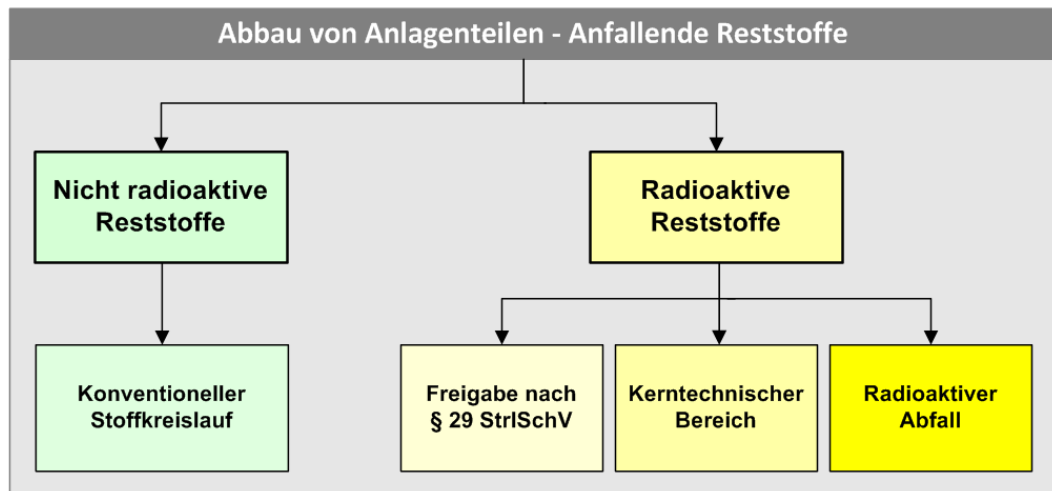 Abbau von Anlagenteilen - Anfallende Reststoffe
Nicht radioaktive
Reststoffe
Radioaktive
Reststoffe
Konventioneller
Stoffkreislauf
Freigabe nach
§ 29 StrlSchV
Kerntechnischer
Bereich
Radioaktiver
Abfall